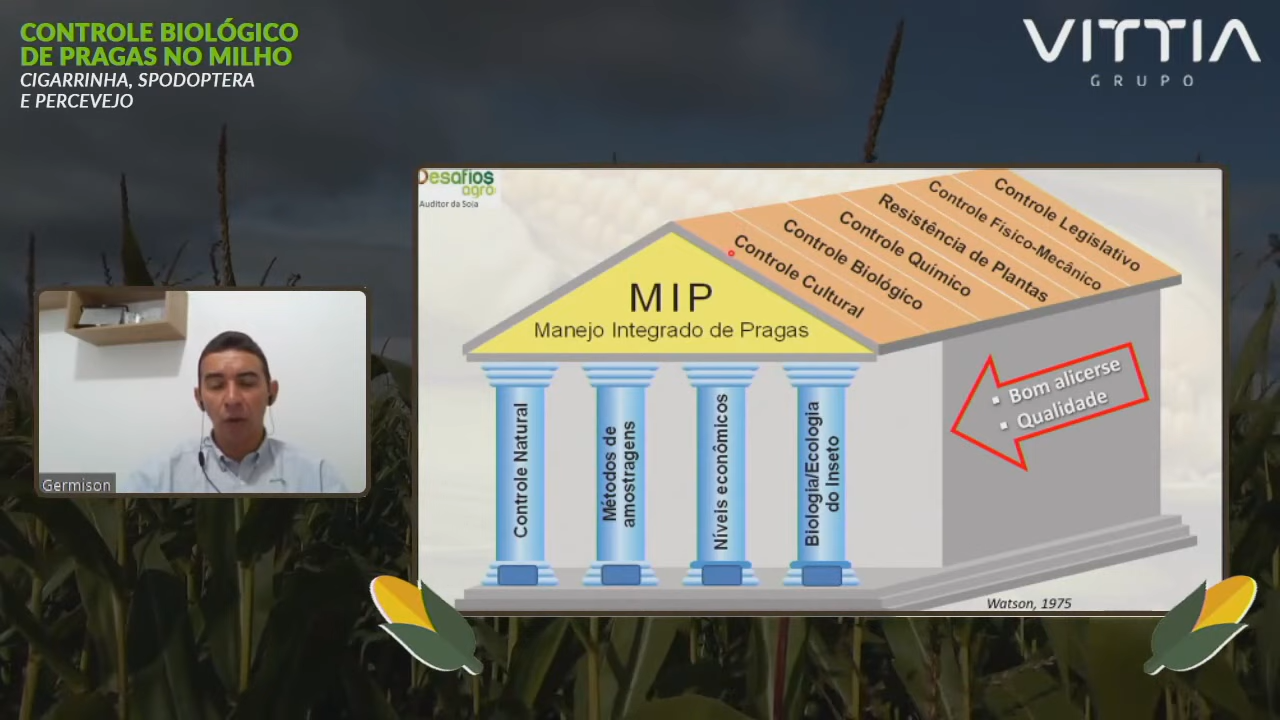 CONTROLE BIOLÓGICO
DE PRAGAS NO MILHO
CIGARRINHA, SPODOPTERA
E PERCEVEJO
VITTIA
GRUPO
Desafios
agro
Auditor da Soja
MIP
Manejo Integrado de Pragas
Controle Cultural
Controle Biológico
Controle Químico
Resistência de Plantas
Controle Físico-Mecânico
Controle Legislativo
Controle Natural
Métodos de
amostragens
Níveis econômicos
Biologia/Ecologia
do Inseto
▪ Bom alicerse
▪ Qualidade
Watson, 1975
Germison